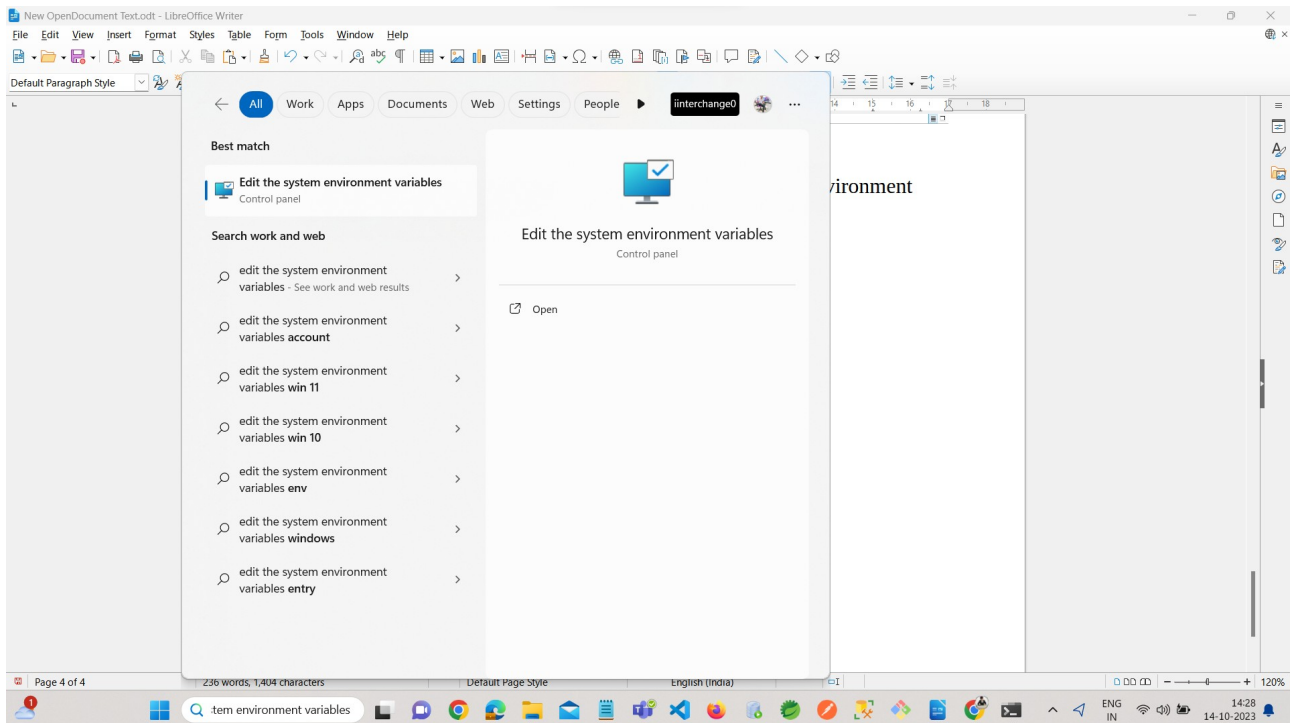 New OpenDocument Text.odt - LibreOffice Writer
File Edit View Insert Format Styles Table Form Tools Window Help
Default Paragraph Style
All Work Apps Documents Web Settings People iinterchange0
14 15 16 17 18
Best match
Edit the system environment variables
Control panel
Search work and web
edit the system environment
variables - See work and web results
edit the system environment
variables account
edit the system environment
variables win 11
edit the system environment
variables win 10
edit the system environment
variables env
edit the system environment
variables windows
edit the system environment
variables entry
Edit the system environment variables
Control panel
Open
vironment
Page 4 of 4 236 words, 1,404 characters Default Page Style English (India) 120%
1
:tem environment variables
ENG
IN
14:28
14-10-2023